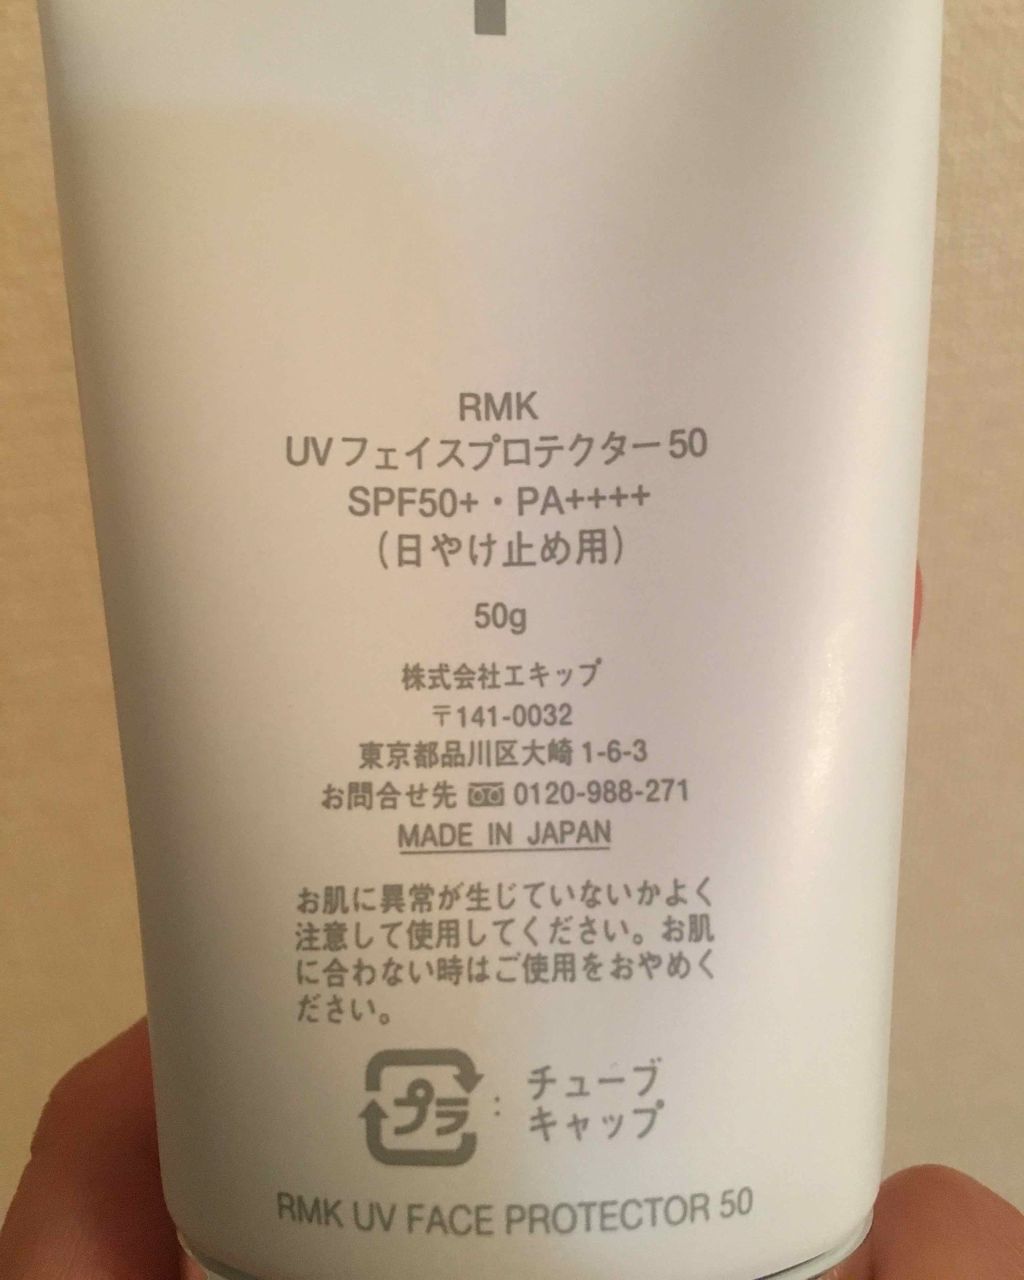 RMK
UVフェイスプロテクター50
SPF50+・PA++++
（日やけ止め用）
50g
株式会社エキップ
〒141-0032
東京都品川区大崎1-6-3
お問合せ先 0120-988-271
MADE IN JAPAN
お肌に異常が生じていないかよく
注意して使用してください。お肌
に合わない時はご使用をおやめく
ださい。
プラ : チューブ
キャップ
RMK UV FACE PROTECTOR 50